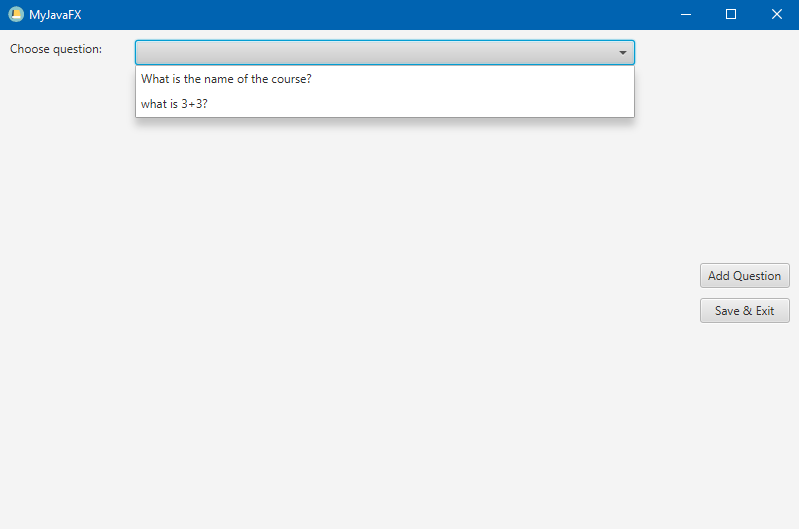 MyJavaFX
Choose question:
What is the name of the course?
what is 3+3?
Add Question
Save & Exit